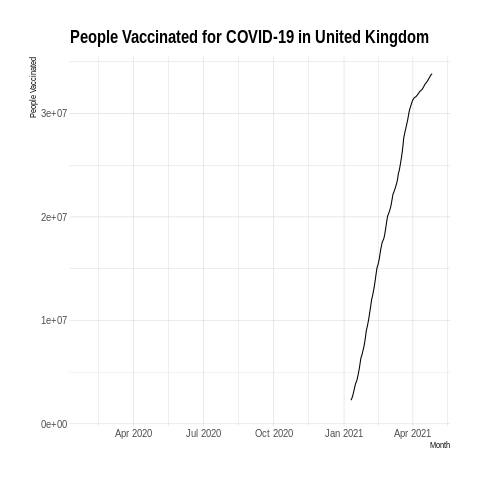 People Vaccinated for COVID-19 in United Kingdom
People Vaccinated
3e+07
2e+07
1e+07
0e+00
Apr 2020 Jul 2020 Oct 2020 Jan 2021 Apr 2021
Month